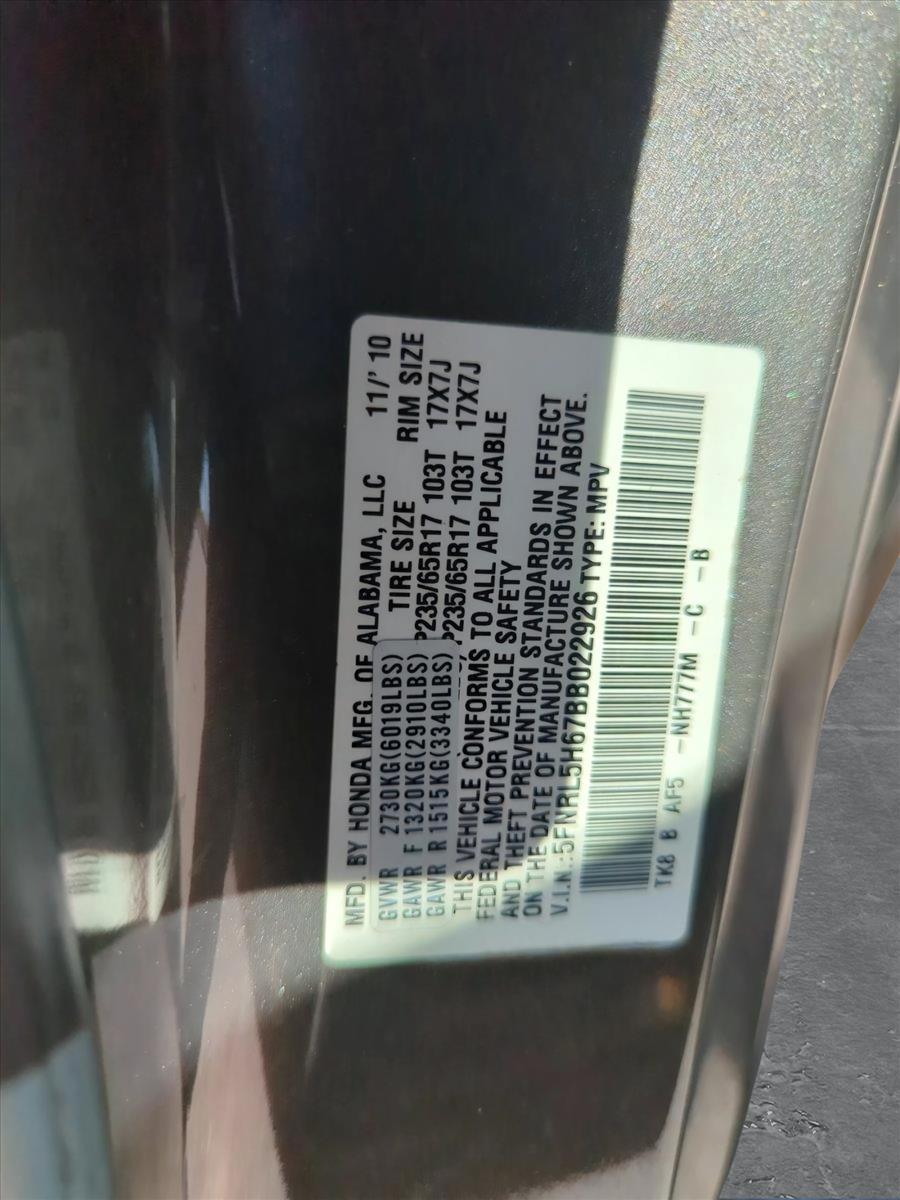 MFD. BY HONDA MFG. OF ALABAMA, LLC 11/' 10
TIRE SIZE RIM SIZE
GVWR 2730KG(6019LBS)
GAWR F 1320KG(2910LBS) P235/65R17 103T 17X7J
GAWR R 1515KG(3340LBS) P235/65R17 103T 17X7J
THIS VEHICLE CONFORMS TO ALL APPLICABLE
FEDERAL MOTOR VEHICLE SAFETY
AND THEFT PREVENTION STANDARDS IN EFFECT
ON THE DATE OF MANUFACTURE SHOWN ABOVE.
V.I.N.:5FNRL5H67BB022926 TYPE: MPV
TK8 B AF5 -NH777M -C -B